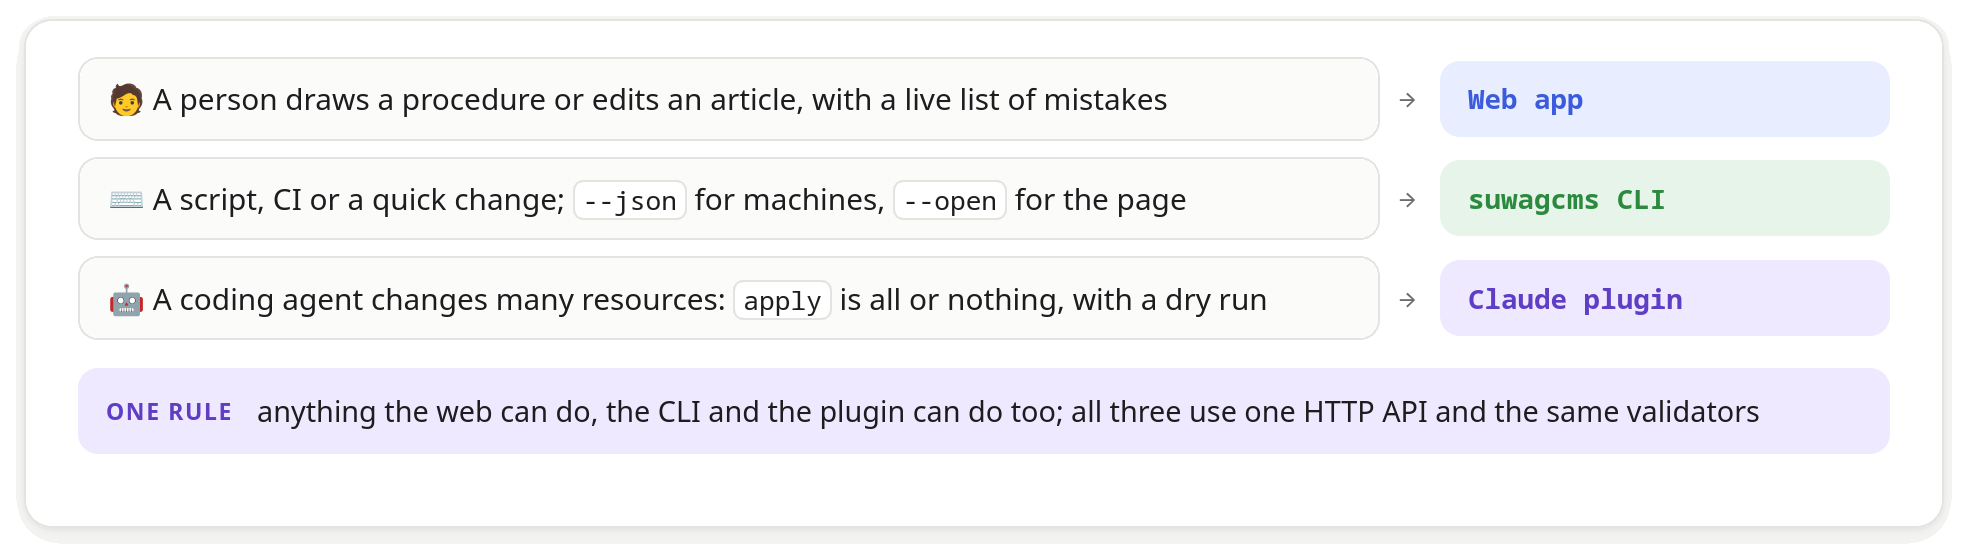 🧑 A person draws a procedure or edits an article, with a live list of mistakes → Web app
⌨️ A script, CI or a quick change; --json for machines, --open for the page → suwagcms CLI
🤖 A coding agent changes many resources: apply is all or nothing, with a dry run → Claude plugin
ONE RULE anything the web can do, the CLI and the plugin can do too; all three use one HTTP API and the same validators